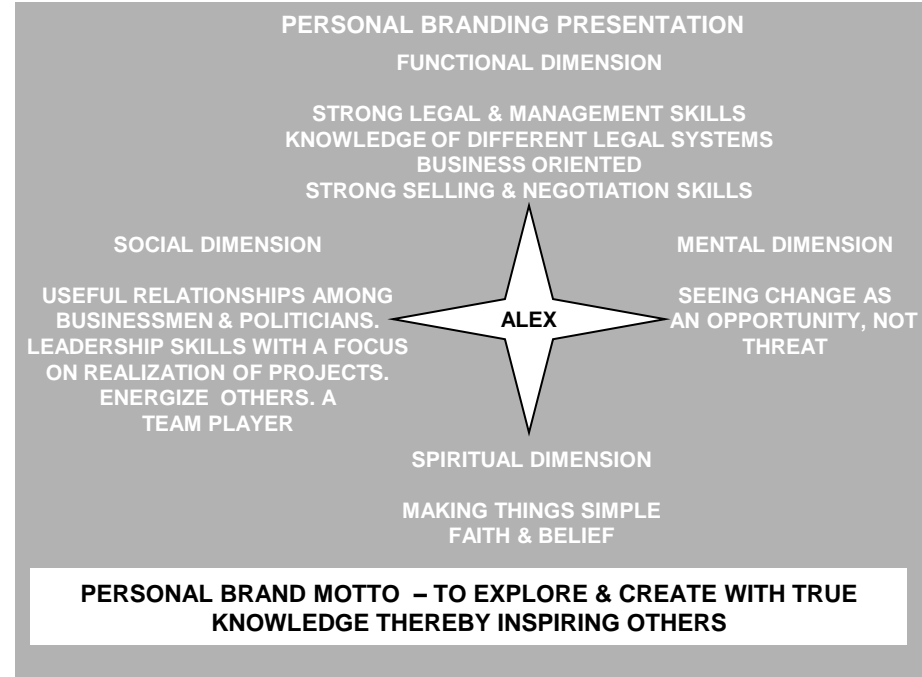 PERSONAL BRANDING PRESENTATION
FUNCTIONAL DIMENSION
STRONG LEGAL & MANAGEMENT SKILLS
KNOWLEDGE OF DIFFERENT LEGAL SYSTEMS
BUSINESS ORIENTED
STRONG SELLING & NEGOTIATION SKILLS
SOCIAL DIMENSION
USEFUL RELATIONSHIPS AMONG
BUSINESSMEN & POLITICIANS.
LEADERSHIP SKILLS WITH A FOCUS
ON REALIZATION OF PROJECTS.
ENERGIZE OTHERS. A
TEAM PLAYER
ALEX
MENTAL DIMENSION
SEEING CHANGE AS
AN OPPORTUNITY, NOT
THREAT
SPIRITUAL DIMENSION
MAKING THINGS SIMPLE
FAITH & BELIEF
PERSONAL BRAND MOTTO – TO EXPLORE & CREATE WITH TRUE
KNOWLEDGE THEREBY INSPIRING OTHERS